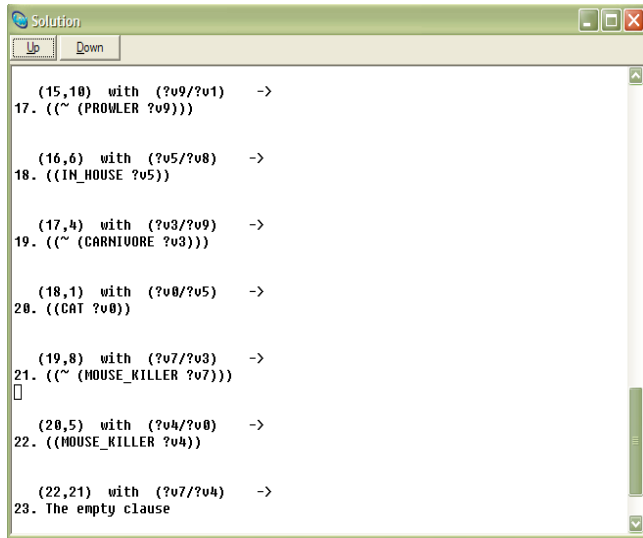 Solution
Up Down
(15,10) with (?v9/?v1) ->
17. ((~ (PROWLER ?v9)))
(16,6) with (?v5/?v8) ->
18. ((IN_HOUSE ?v5))
(17,4) with (?v3/?v9) ->
19. ((~ (CARNIVORE ?v3)))
(18,1) with (?v0/?v5) ->
20. ((CAT ?v0))
(19,8) with (?v7/?v3) ->
21. ((~ (MOUSE_KILLER ?v7)))
(20,5) with (?v4/?v0) ->
22. ((MOUSE_KILLER ?v4))
(22,21) with (?v7/?v4) ->
23. The empty clause